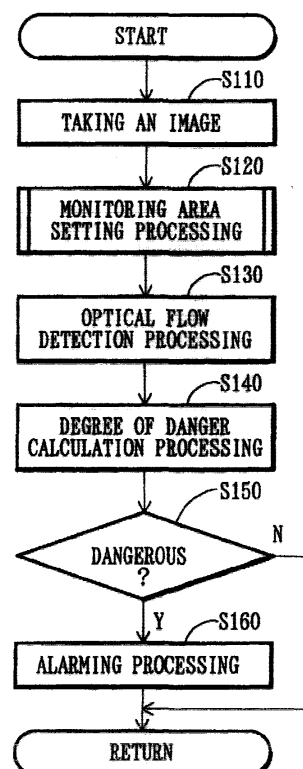 START
S110
TAKING AN IMAGE
S120
MONITORING AREA
SETTING PROCESSING
S130
OPTICAL FLOW
DETECTION PROCESSING
S140
DEGREE OF DANGER
CALCULATION PROCESSING
S150
DANGEROUS
?
N
Y
S160
ALARMING PROCESSING
RETURN